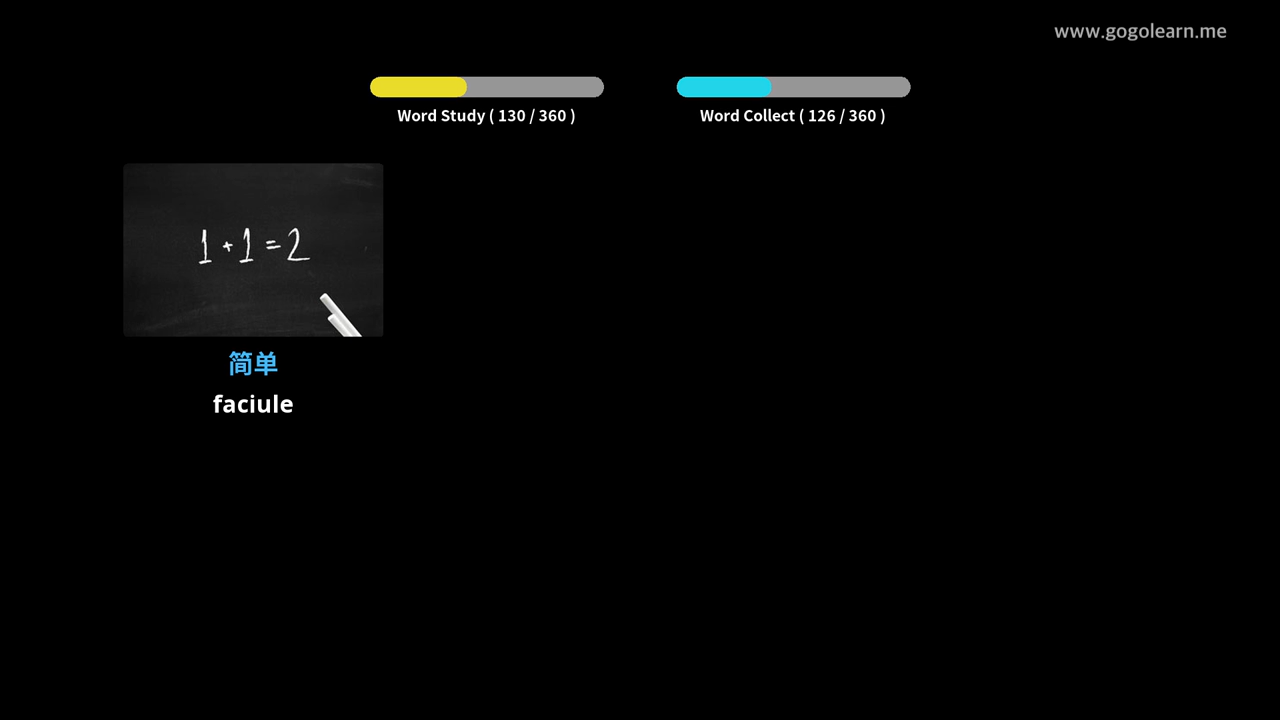 www.gogolearn.me
Word Study ( 130 / 360 )
Word Collect ( 126 / 360 )
1 + 1 = 2
简单
faciule